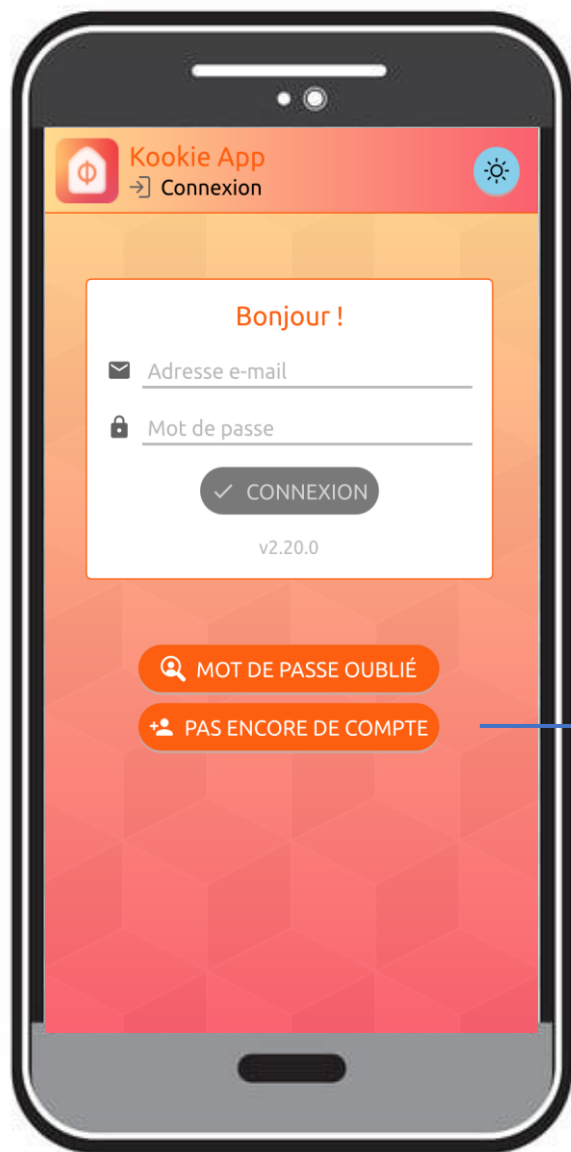 Kookie App
Connexion
Bonjour !
Adresse e-mail
Mot de passe
CONNEXION
v2.20.0
MOT DE PASSE OUBLIÉ
PAS ENCORE DE COMPTE